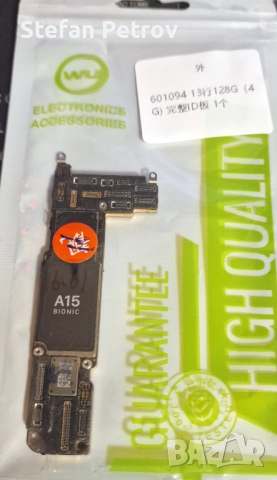 Stefan Petrov
WU
ELECTRONICS
ACCESSORIES
外
601094 13行128G（4
G) 完整ID板 1个
A15
BIONIC
HIGH QUALITY
GUARANTEE
bazar